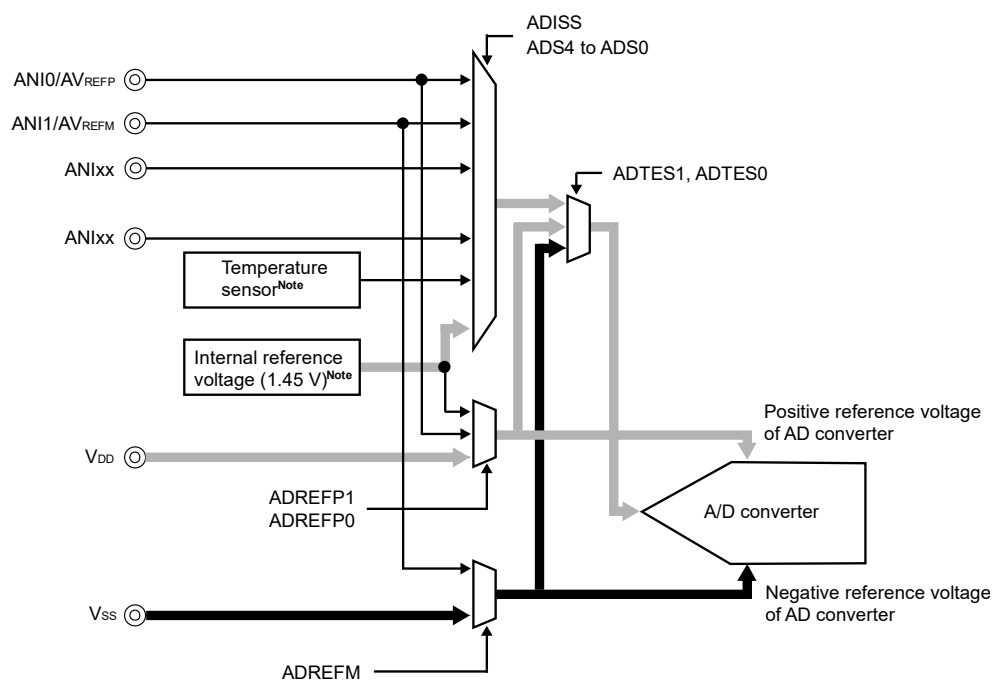 ADISS
ADS4 to ADS0
ANI0/AVREFP
ANI1/AVREFM
ANIxx
ADTES1, ADTES0
ANIxx
Temperature
sensorNote
Internal reference
voltage (1.45 V)Note
Positive reference voltage
of AD converter
VDD
ADREFP1
ADREFP0
A/D converter
Negative reference voltage
of AD converter
VSS
ADREFM